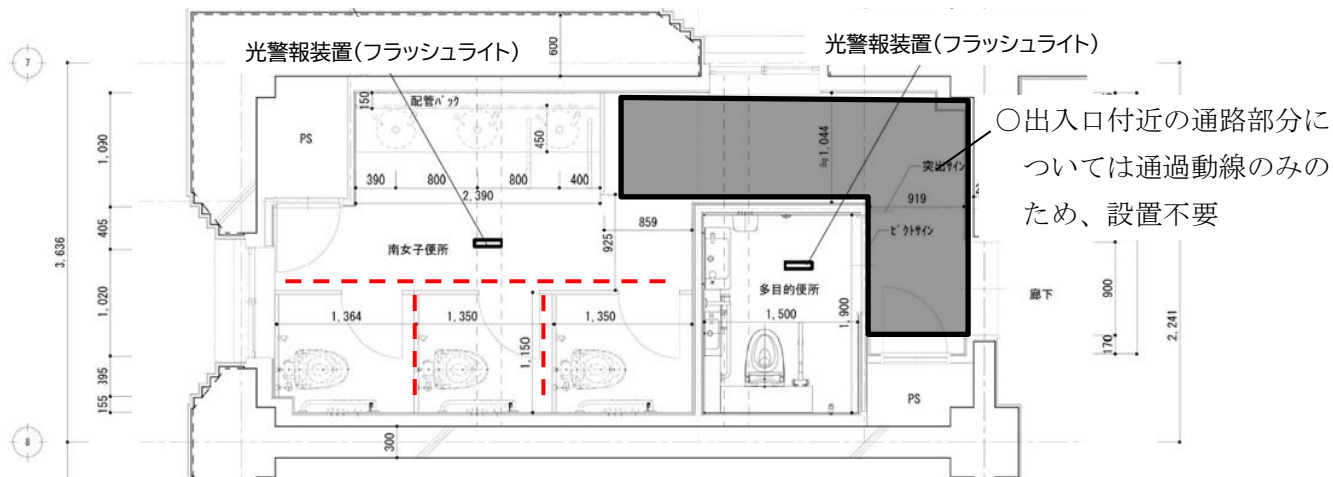 光警報装置（フラッシュライト）
光警報装置（フラッシュライト）
○出入口付近の通路部分に
ついては通過動線のみの
ため、設置不要
7
600
150
配管パック
PS
450
≒1,044
突出サイン
1,090
390
800
800
400
2,390
919
405
859
925
ピクトサイン
3,636
南女子便所
多目的便所
廊下
900
1,020
1,364
1,350
1,350
1,500
1,900
2,241
1,150
170
395
155
PS
8
300